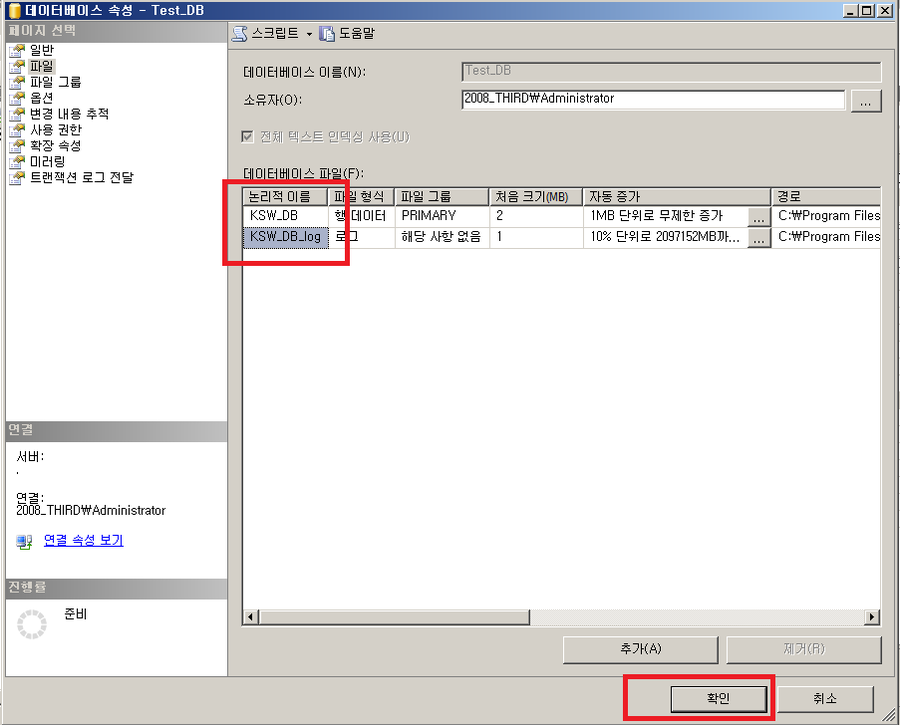 데이터베이스 속성 - Test_DB
페이지 선택
일반
파일
파일 그룹
옵션
변경 내용 추적
사용 권한
확장 속성
미러링
트랜잭션 로그 전달
스크립트 도움말
데이터베이스 이름(N): Test_DB
소유자(O): 2008_THIRD₩Administrator ...
전체 텍스트 인덱싱 사용(U)
데이터베이스 파일(F):
논리적 이름 파일 형식 파일 그룹 처음 크기(MB) 자동 증가 경로
KSW_DB 행 데이터 PRIMARY 2 1MB 단위로 무제한 증가 ... C:₩Program Files
KSW_DB_log 로그 해당 사항 없음 1 10% 단위로 2097152MB까... ... C:₩Program Files
연결
서버:
.
연결:
2008_THIRD₩Administrator
연결 속성 보기
진행률
준비
추가(A) 제거(R)
확인 취소